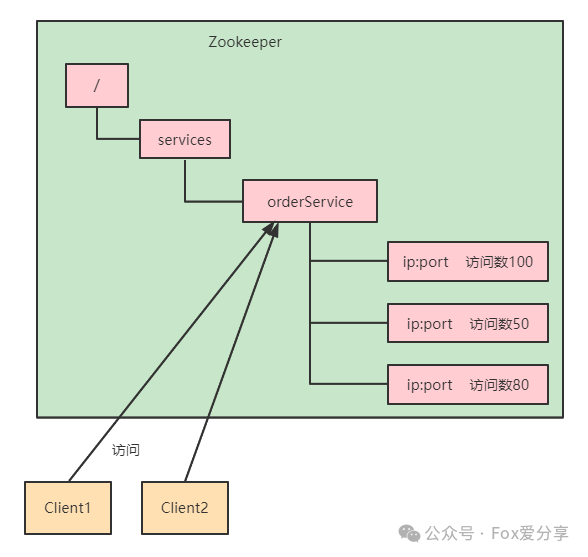 Zookeeper
/
services
orderService
ip:port 访问数100
ip:port 访问数50
ip:port 访问数80
访问
Client1
Client2
公众号 · Fox爱分享